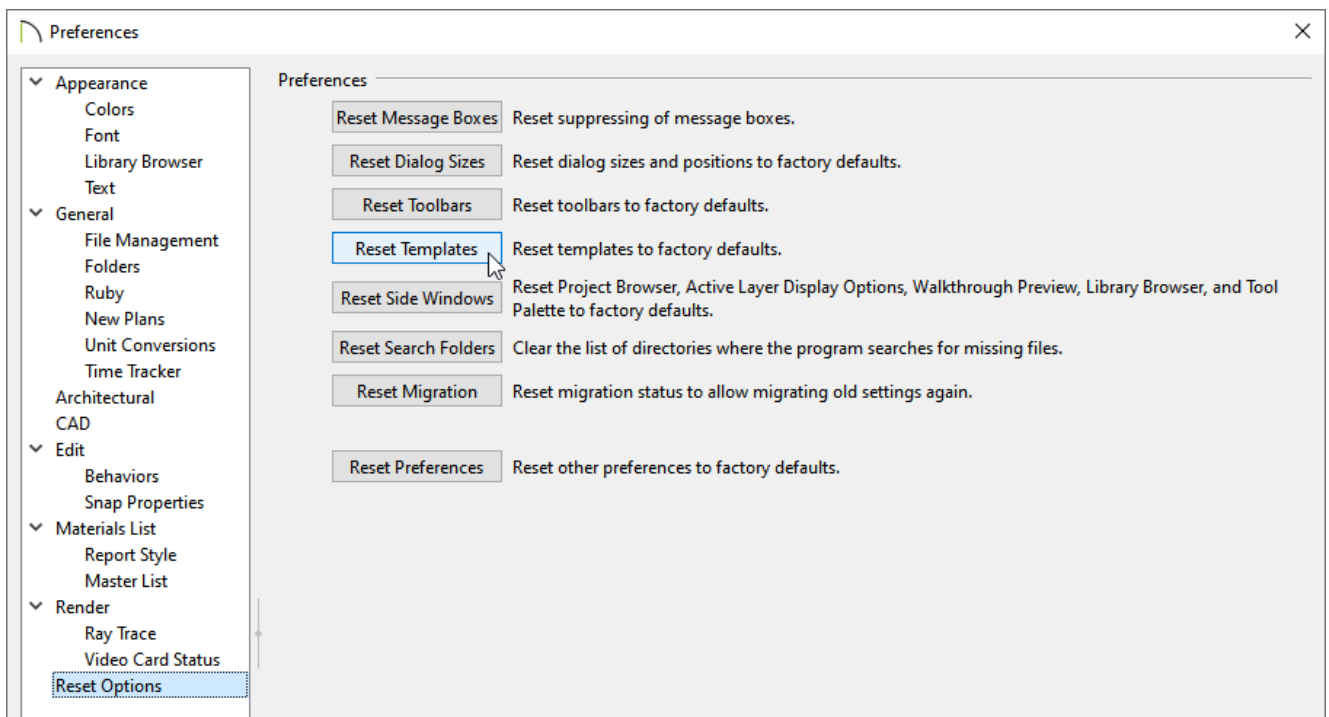 Preferences
Appearance
Colors
Font
Library Browser
Text
General
File Management
Folders
Ruby
New Plans
Unit Conversions
Time Tracker
Architectural
CAD
Edit
Behaviors
Snap Properties
Materials List
Report Style
Master List
Render
Ray Trace
Video Card Status
Reset Options
Preferences
Reset Message Boxes Reset suppressing of message boxes.
Reset Dialog Sizes Reset dialog sizes and positions to factory defaults.
Reset Toolbars Reset toolbars to factory defaults.
Reset Templates Reset templates to factory defaults.
Reset Side Windows Reset Project Browser, Active Layer Display Options, Walkthrough Preview, Library Browser, and Tool
Palette to factory defaults.
Reset Search Folders Clear the list of directories where the program searches for missing files.
Reset Migration Reset migration status to allow migrating old settings again.
Reset Preferences Reset other preferences to factory defaults.